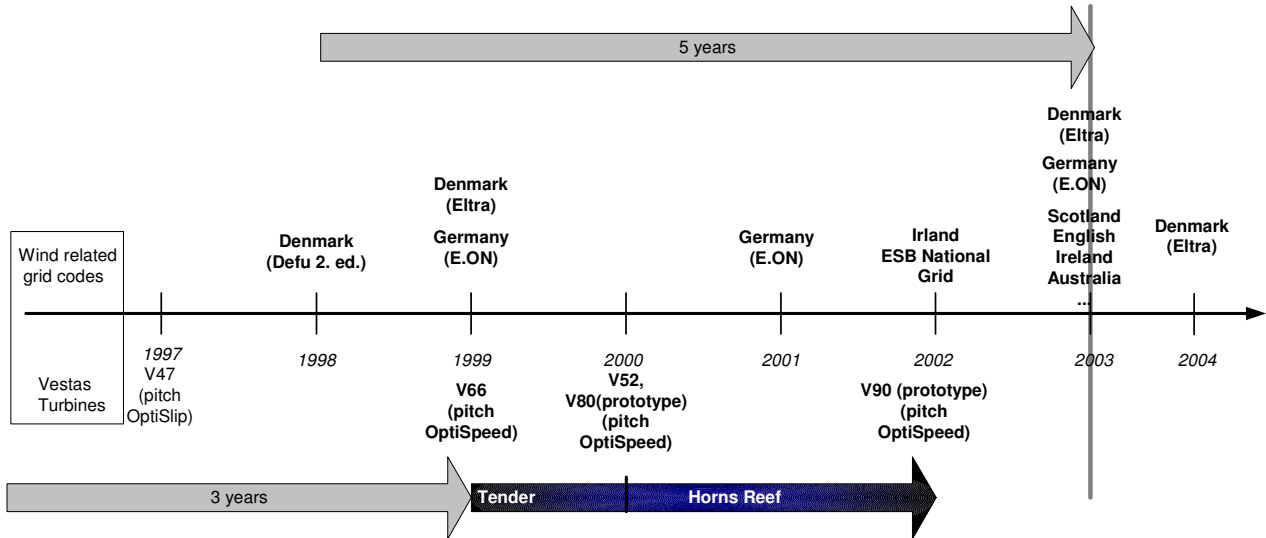 5 years
Denmark
(Eltra)
Germany
(E.ON)
Scotland
English
Ireland
Australia
...
Denmark
(Eltra)
Germany
(E.ON)
Denmark
(Defu 2. ed.)
Germany
(E.ON)
Irland
ESB National
Grid
Denmark
(Eltra)
Wind related
grid codes
1997
1998
1999
2000
2001
2002
2003
2004
Vestas
Turbines
V47
(pitch
OptiSlip)
V66
(pitch
OptiSpeed)
V52,
V80(prototype)
(pitch
OptiSpeed)
V90 (prototype)
(pitch
OptiSpeed)
3 years
Tender
Horns Reef